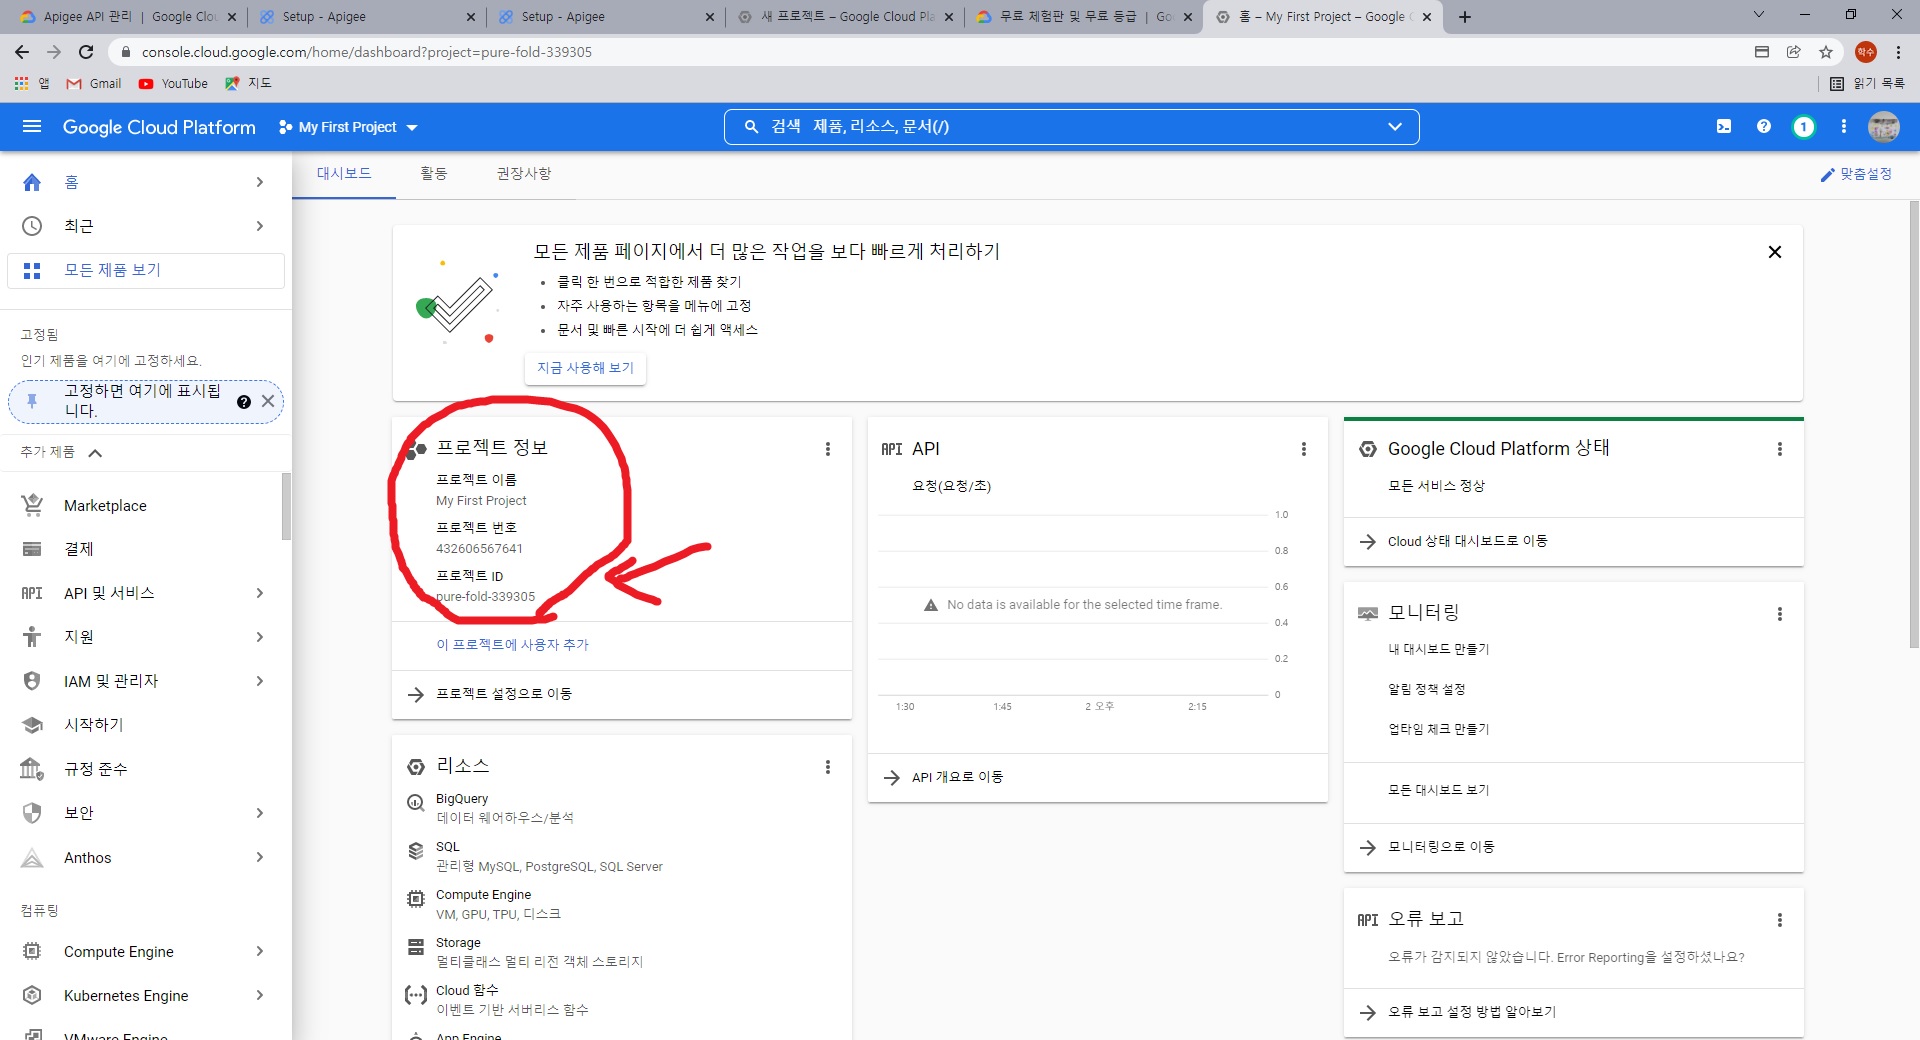 Apigee API 관리 | Google Clou
Setup - Apigee
Setup - Apigee
새 프로젝트 – Google Cloud Pla
무료 체험판 및 무료 등급 | Go
홈 – My First Project – Google C
console.cloud.google.com/home/dashboard?project=pure-fold-339305
학수
앱
Gmail
YouTube
지도
읽기 목록
Google Cloud Platform
My First Project
검색 제품, 리소스, 문서(/)
1
홈
최근
모든 제품 보기
고정됨
인기 제품을 여기에 고정하세요.
고정하면 여기에 표시됩
니다.
추가 제품
Marketplace
결제
API API 및 서비스
지원
IAM 및 관리자
시작하기
규정 준수
보안
Anthos
컴퓨팅
Compute Engine
Kubernetes Engine
VMware Engine
대시보드
활동
권장사항
맞춤설정
모든 제품 페이지에서 더 많은 작업을 보다 빠르게 처리하기
• 클릭 한 번으로 적합한 제품 찾기
• 자주 사용하는 항목을 메뉴에 고정
• 문서 및 빠른 시작에 더 쉽게 액세스
지금 사용해 보기
프로젝트 정보
프로젝트 이름
My First Project
프로젝트 번호
432606567641
프로젝트 ID
pure-fold-339305
이 프로젝트에 사용자 추가
프로젝트 설정으로 이동
리소스
BigQuery
데이터 웨어하우스/분석
SQL
관리형 MySQL, PostgreSQL, SQL Server
Compute Engine
VM, GPU, TPU, 디스크
Storage
멀티클래스 멀티 리전 객체 스토리지
Cloud 함수
이벤트 기반 서버리스 함수
App Engine
API API
요청(요청/초)
1.0
0.8
0.6
No data is available for the selected time frame.
0.4
0.2
0
1:30
1:45
2 오후
2:15
API 개요로 이동
Google Cloud Platform 상태
모든 서비스 정상
Cloud 상태 대시보드로 이동
모니터링
내 대시보드 만들기
알림 정책 설정
업타임 체크 만들기
모든 대시보드 보기
모니터링으로 이동
API 오류 보고
오류가 감지되지 않았습니다. Error Reporting을 설정하셨나요?
오류 보고 설정 방법 알아보기